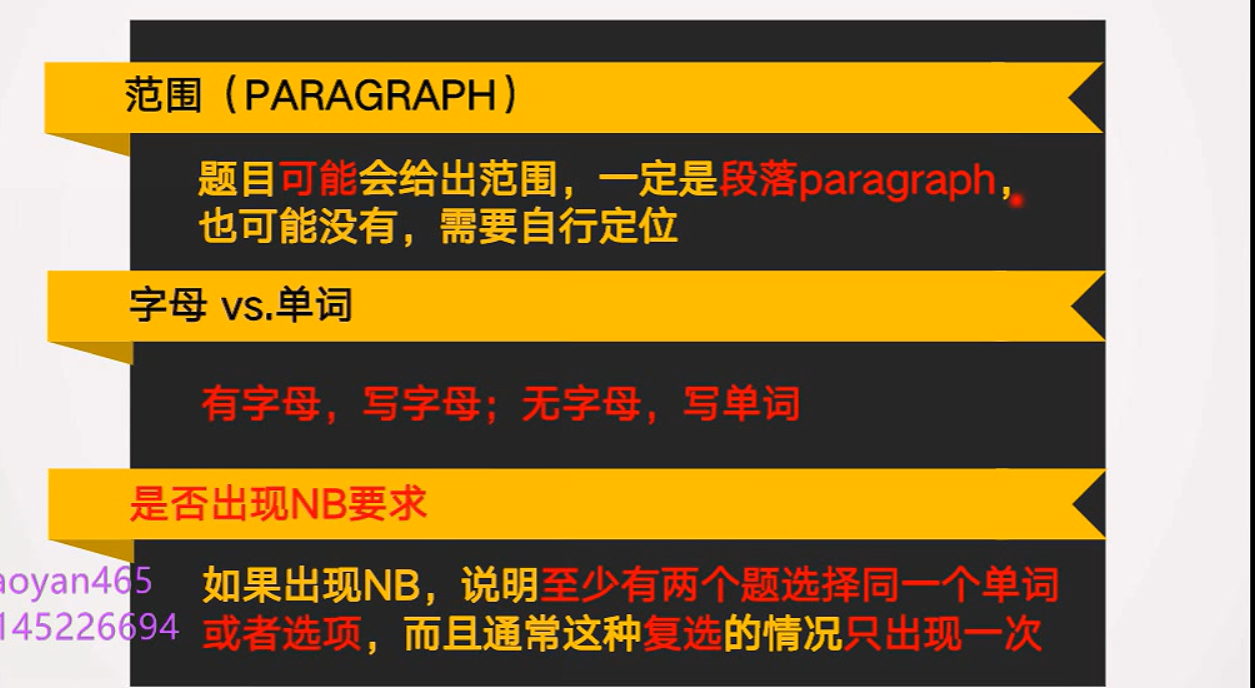 范围（PARAGRAPH）
题目可能会给出范围，一定是段落paragraph，
也可能没有，需要自行定位
字母 vs.单词
有字母，写字母；无字母，写单词
是否出现NB要求
如果出现NB，说明至少有两个题选择同一个单词
或者选项，而且通常这种复选的情况只出现一次
aoyan465
145226694